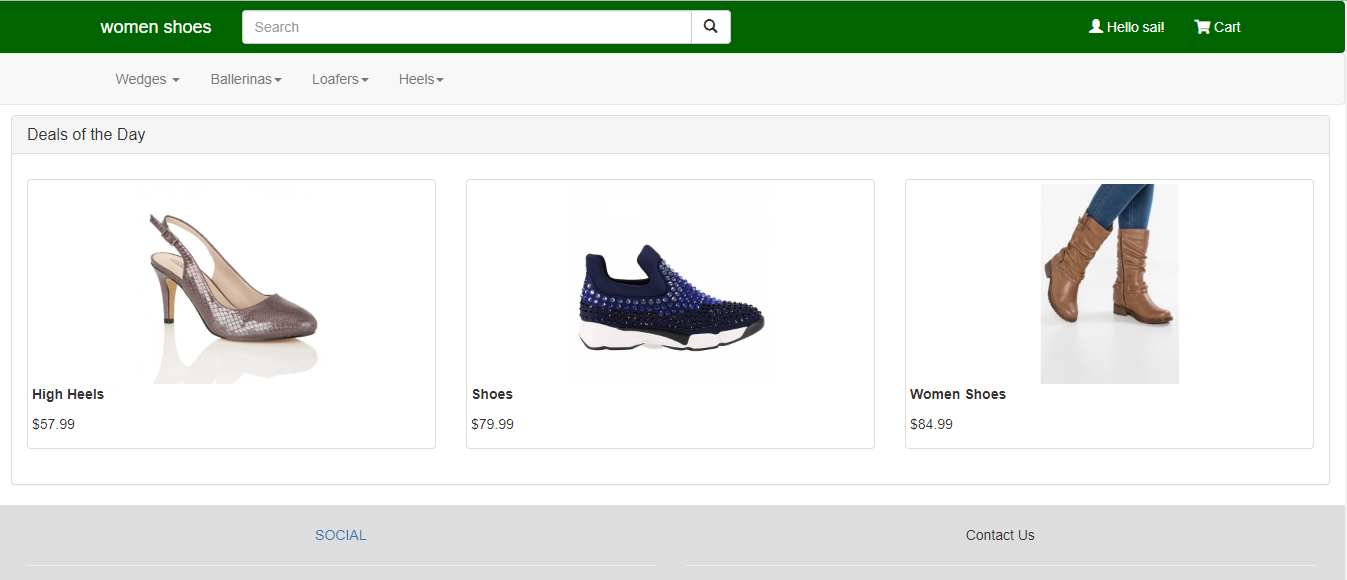 women shoes Search Hello sai! Cart
Wedges Ballerinas Loafers Heels
Deals of the Day
High Heels Shoes Women Shoes
$57.99 $79.99 $84.99
SOCIAL Contact Us